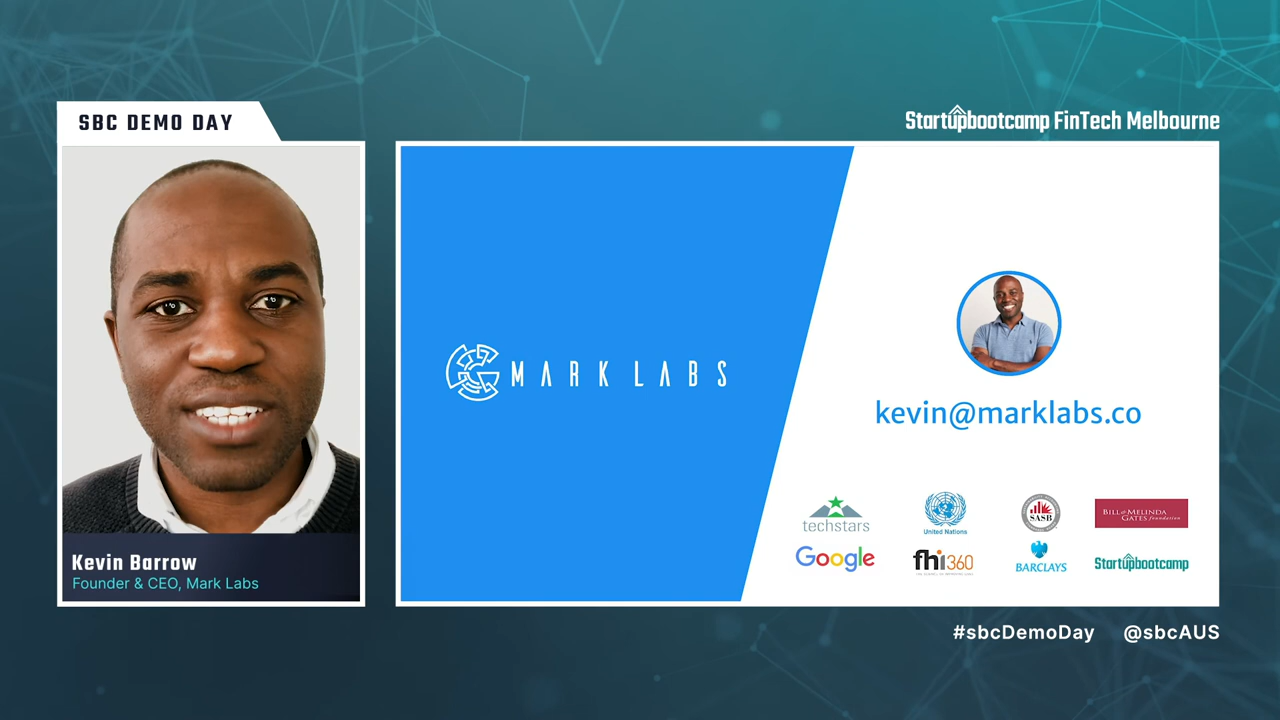 SBC DEMO DAY
Startupbootcamp FinTech Melbourne
MARK LABS
kevin@marklabs.co
techstars
United Nations
SASB
BILL & MELINDA
GATES foundation
Google
fhi360
BARCLAYS
Startupbootcamp
Kevin Barrow
Founder & CEO, Mark Labs
#sbcDemoDay @sbcAUS